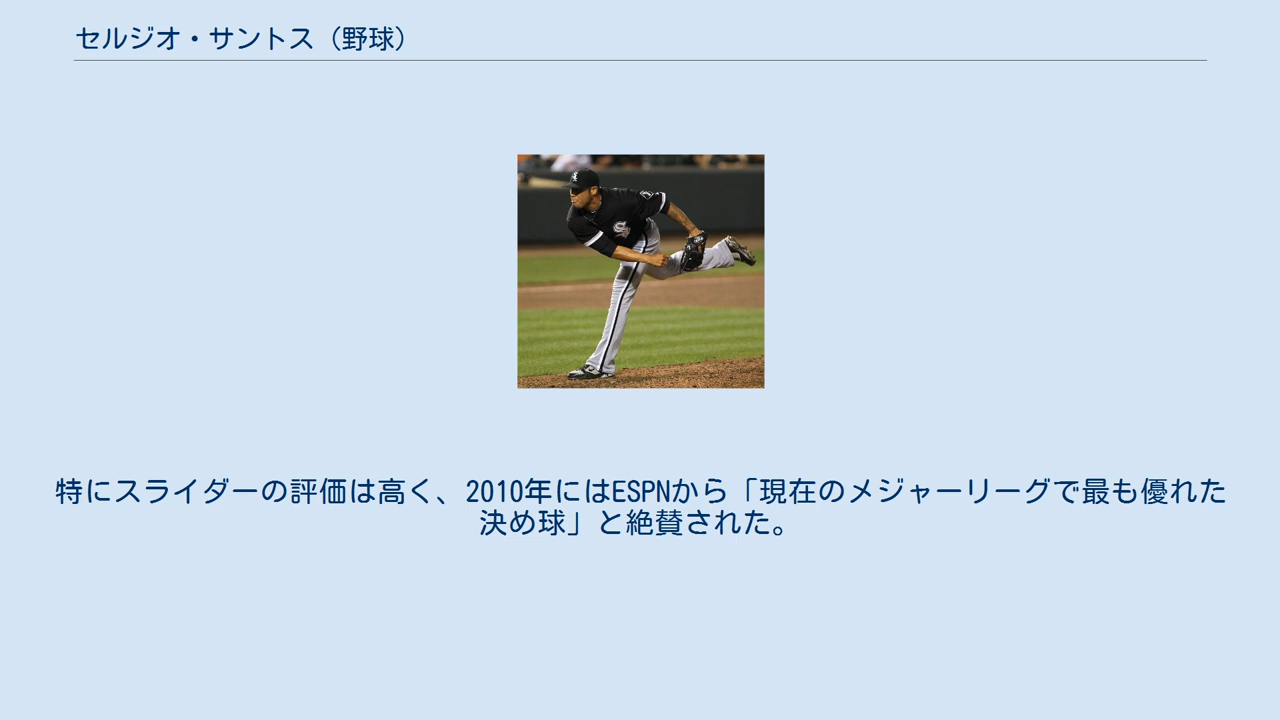 セルジオ・サントス（野球）
特にスライダーの評価は高く、2010年にはESPNから「現在のメジャーリーグで最も優れた
決め球」と絶賛された。